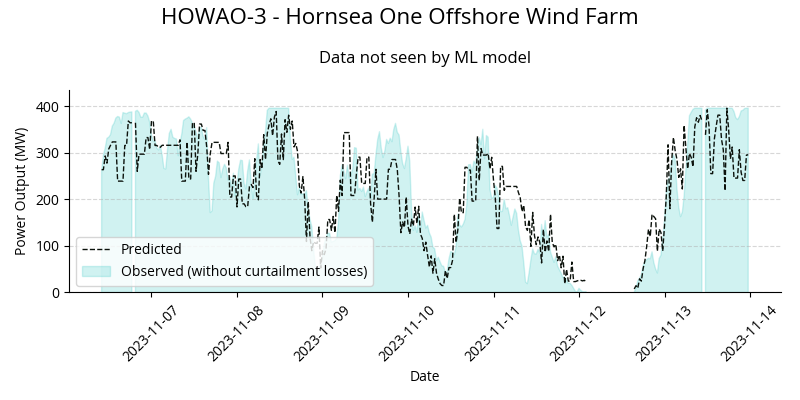 HOWAO-3 - Hornsea One Offshore Wind Farm
Data not seen by ML model
Power Output (MW)
400
300
200
100
0
Predicted
Observed (without curtailment losses)
2023-11-07
2023-11-08
2023-11-09
2023-11-10
2023-11-11
2023-11-12
2023-11-13
2023-11-14
Date